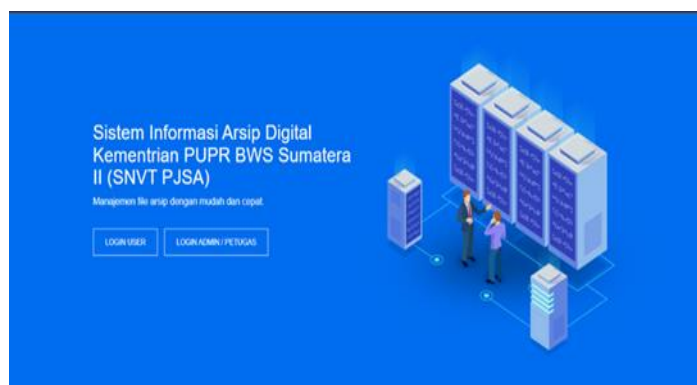 Sistem Informasi Arsip Digital
Kementrian PUPR BWS Sumatera
II (SNVT PJSA)
Manajemen file arsip dengan mudah dan cepat.
LOGIN USER
LOGIN ADMIN / PETUGAS